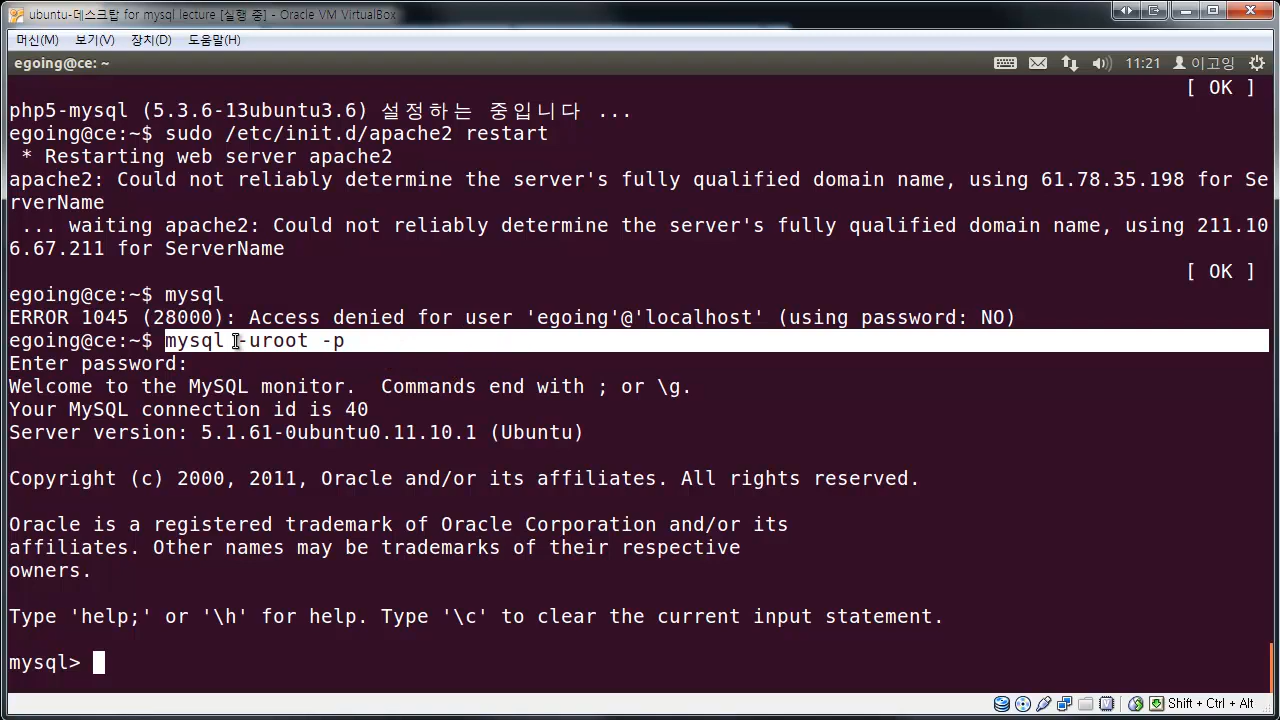 ubuntu-데스크탑 for mysql lecture [실행 중] - Oracle VM VirtualBox
머신(M) 보기(V) 장치(D) 도움말(H)
egoing@ce: ~ 11:21 이고잉
[ OK ]
php5-mysql (5.3.6-13ubuntu3.6) 설정하는 중입니다 ...
egoing@ce:~$ sudo /etc/init.d/apache2 restart
* Restarting web server apache2
apache2: Could not reliably determine the server's fully qualified domain name, using 61.78.35.198 for Se
rverName
... waiting apache2: Could not reliably determine the server's fully qualified domain name, using 211.10
6.67.211 for ServerName
[ OK ]
egoing@ce:~$ mysql
ERROR 1045 (28000): Access denied for user 'egoing'@'localhost' (using password: NO)
egoing@ce:~$ mysql -uroot -p
Enter password:
Welcome to the MySQL monitor.  Commands end with ; or \g.
Your MySQL connection id is 40
Server version: 5.1.61-0ubuntu0.11.10.1 (Ubuntu)
Copyright (c) 2000, 2011, Oracle and/or its affiliates. All rights reserved.
Oracle is a registered trademark of Oracle Corporation and/or its
affiliates. Other names may be trademarks of their respective
owners.
Type 'help;' or '\h' for help. Type '\c' to clear the current input statement.
mysql>
Shift + Ctrl + Alt